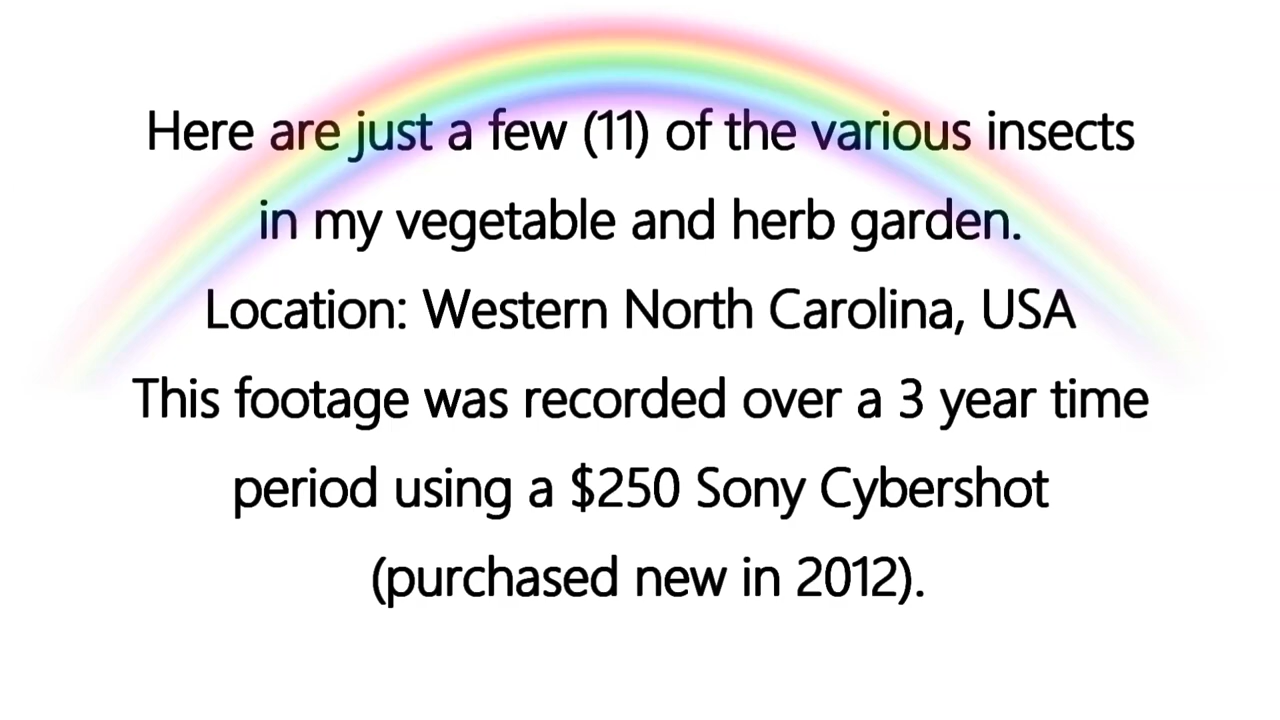 Here are just a few (11) of the various insects
in my vegetable and herb garden.
Location: Western North Carolina, USA
This footage was recorded over a 3 year time
period using a $250 Sony Cybershot
(purchased new in 2012).